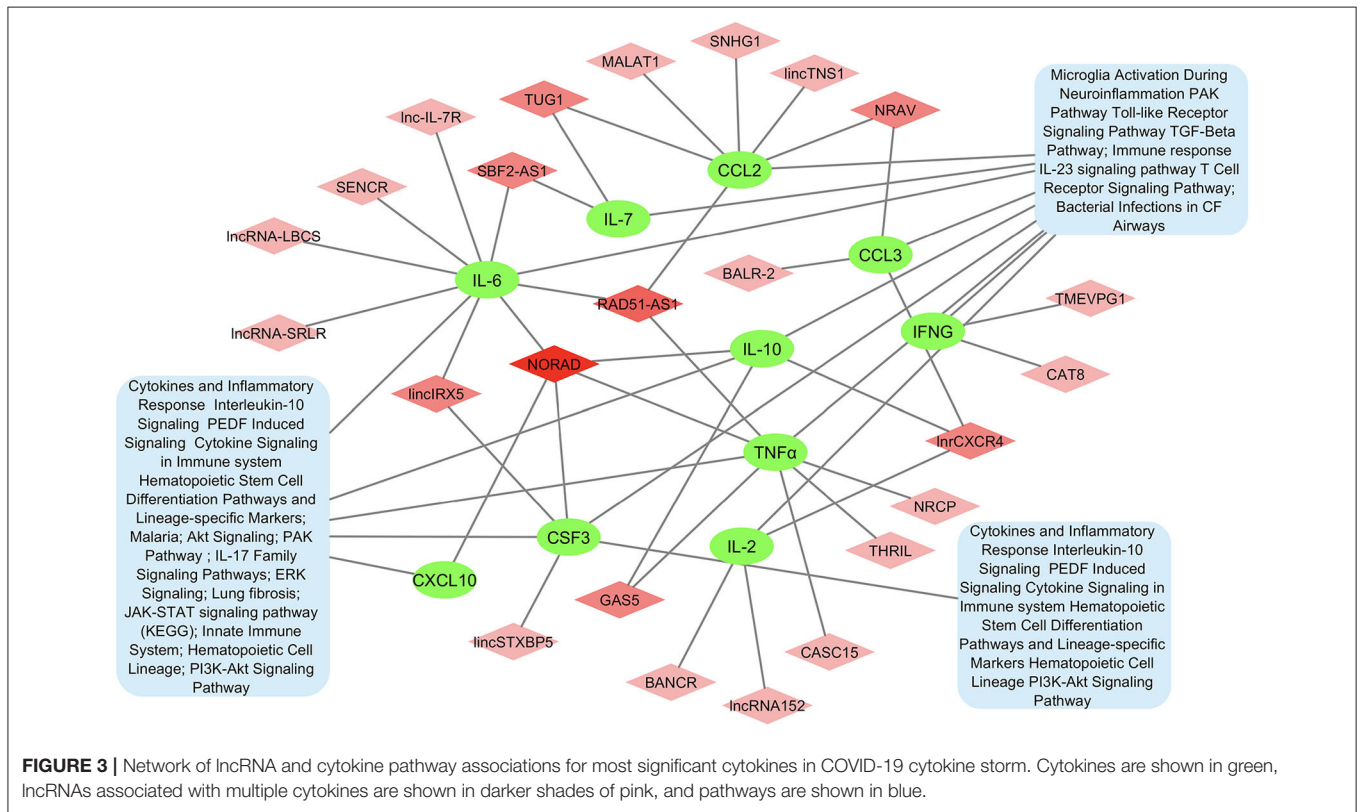 SNHG1
MALAT1
lincTNS1
TUG1
NRAV
lnc-IL-7R
CCL2
SBF2-AS1
SENCR
IL-7
lncRNA-LBCS
CCL3
BALR-2
IL-6
RAD51-AS1
TMEVPG1
lncRNA-SRLR
IFNG
IL-10
NORAD
CAT8
lincIRX5
lnrCXCR4
TNFα
NRCP
CSF3
IL-2
THRIL
CXCL10
GAS5
lincSTXBP5
CASC15
BANCR
lncRNA152
Microglia Activation During
Neuroinflammation PAK
Pathway Toll-like Receptor
Signaling Pathway TGF-Beta
Pathway; Immune response
IL-23 signaling pathway T Cell
Receptor Signaling Pathway;
Bacterial Infections in CF
Airways
Cytokines and Inflammatory
Response Interleukin-10
Signaling PEDF Induced
Signaling Cytokine Signaling
in Immune system
Hematopoietic Stem Cell
Differentiation Pathways and
Lineage-specific Markers;
Malaria; Akt Signaling; PAK
Pathway ; IL-17 Family
Signaling Pathways; ERK
Signaling; Lung fibrosis;
JAK-STAT signaling pathway
(KEGG); Innate Immune
System; Hematopoietic Cell
Lineage; PI3K-Akt Signaling
Pathway
Cytokines and Inflammatory
Response Interleukin-10
Signaling PEDF Induced
Signaling Cytokine Signaling in
Immune system Hematopoietic
Stem Cell Differentiation
Pathways and Lineage-specific
Markers Hematopoietic Cell
Lineage PI3K-Akt Signaling
Pathway
FIGURE 3 | Network of lncRNA and cytokine pathway associations for most significant cytokines in COVID-19 cytokine storm. Cytokines are shown in green,
lncRNAs associated with multiple cytokines are shown in darker shades of pink, and pathways are shown in blue.